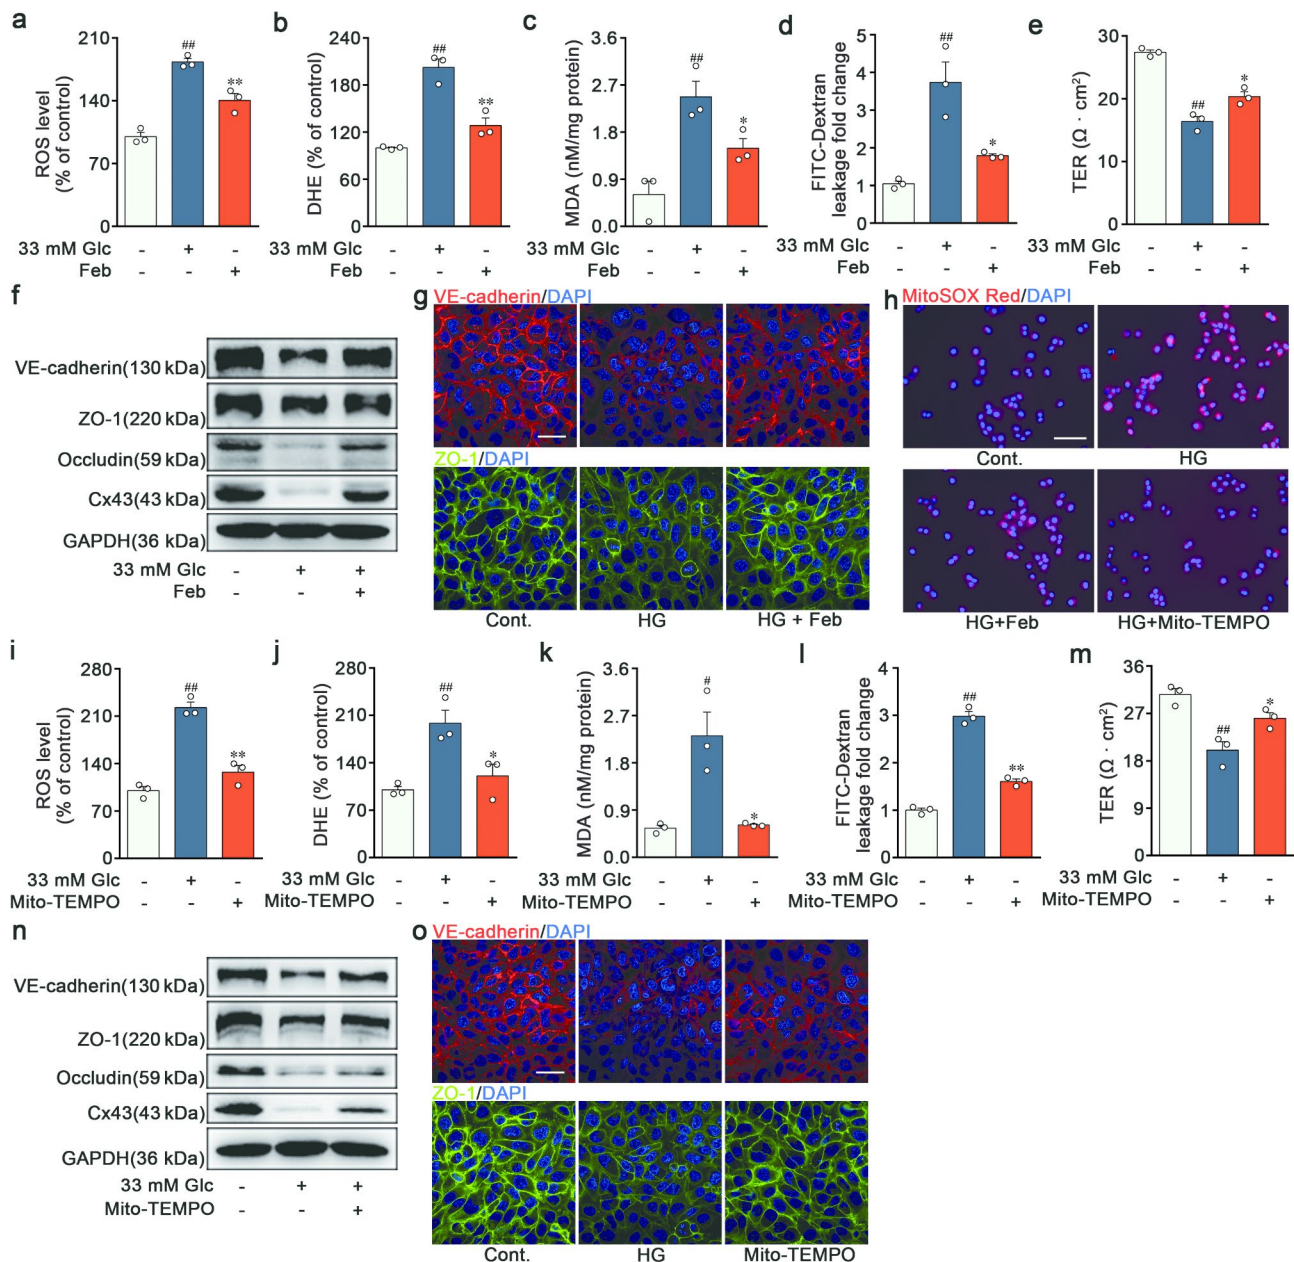 a
ROS level
(% of control)
210
140
70
0
##
**
33 mM Glc - +
Feb - +
b
DHE (% of control)
240
180
120
60
0
##
**
- +
- +
c
MDA (nM/mg protein)
3.6
2.7
1.8
0.9
0.0
##
*
33 mM Glc - +
Feb - +
d
FITC-Dextran
leakage fold change
5
4
3
2
1
0
##
*
33 mM Glc - +
Feb - +
e
TER (Ω · cm²)
30
20
10
0
##
*
33 mM Glc - +
Feb - +
f
VE-cadherin(130 kDa)
ZO-1(220 kDa)
Occludin(59 kDa)
Cx43(43 kDa)
GAPDH(36 kDa)
33 mM Glc - + +
Feb - - +
g
VE-cadherin/DAPI
ZO-1/DAPI
Cont. HG HG + Feb
h
MitoSOX Red/DAPI
Cont. HG
HG+Feb HG+Mito-TEMPO
i
ROS level
(% of control)
280
210
140
70
0
##
**
33 mM Glc - +
Mito-TEMPO - +
j
DHE (% of control)
280
210
140
70
0
##
*
33 mM Glc - +
Mito-TEMPO - +
k
MDA (nM/mg protein)
3.6
2.7
1.8
0.9
0.0
#
*
33 mM Glc - +
Mito-TEMPO - +
l
FITC-Dextran
leakage fold change
4
3
2
1
0
##
**
33 mM Glc - +
Mito-TEMPO - +
m
TER (Ω · cm²)
36
27
18
9
0
##
*
33 mM Glc - +
Mito-TEMPO - +
n
VE-cadherin(130 kDa)
ZO-1(220 kDa)
Occludin(59 kDa)
Cx43(43 kDa)
GAPDH(36 kDa)
33 mM Glc - + +
Mito-TEMPO - - +
o
VE-cadherin/DAPI
ZO-1/DAPI
Cont. HG Mito-TEMPO